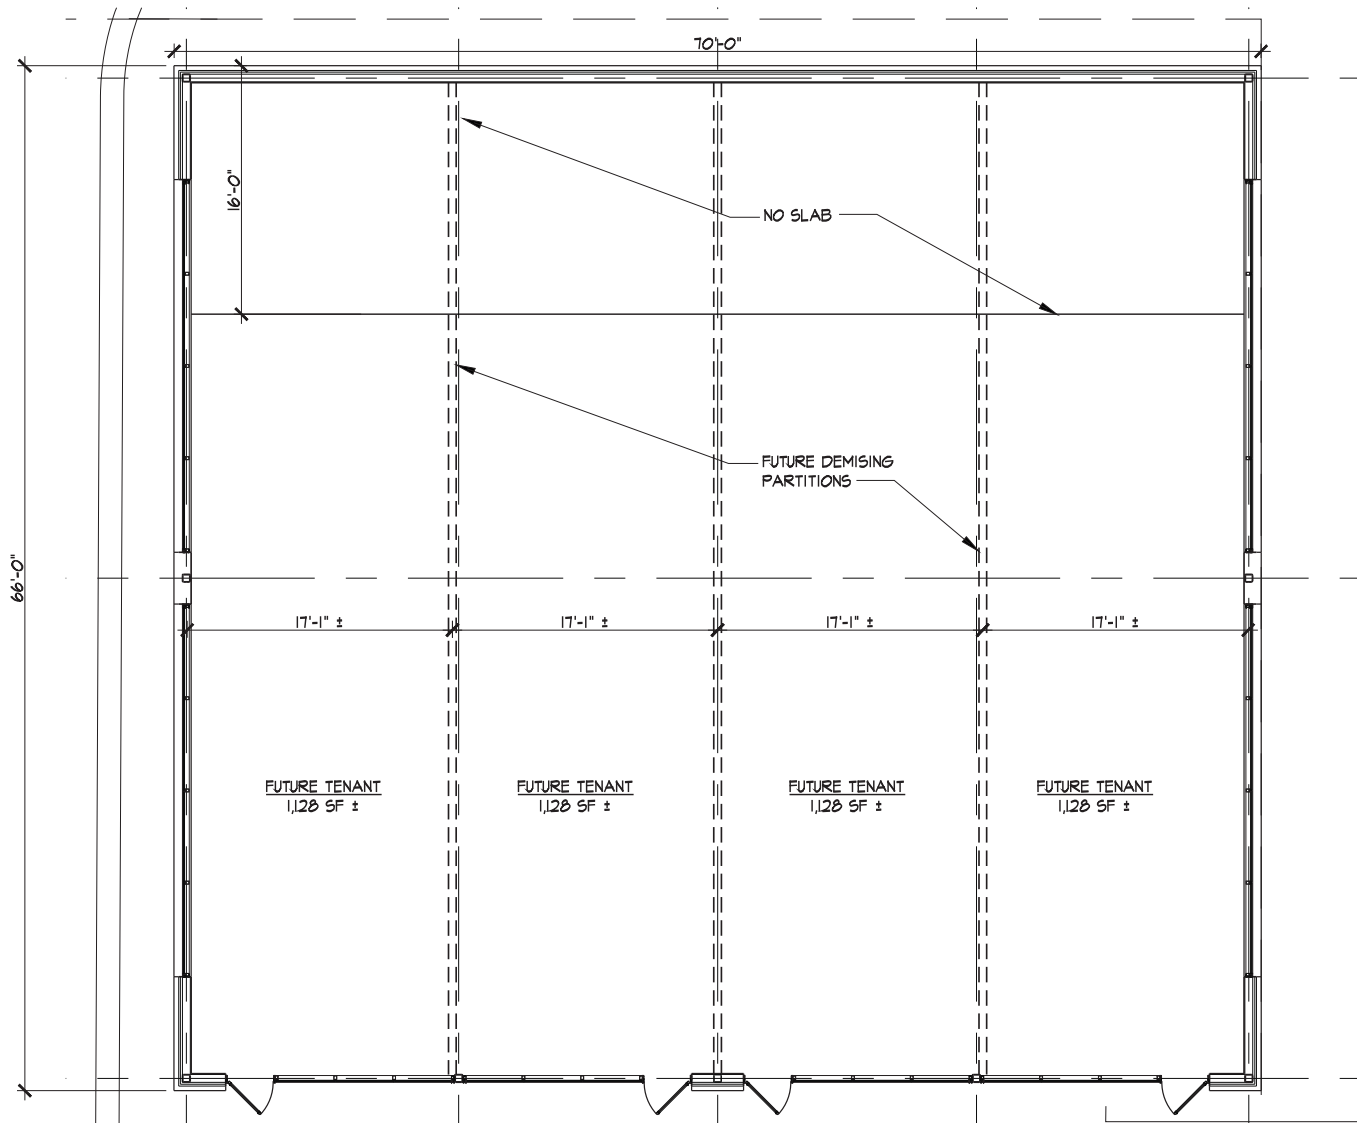 70'-0"
16'-0"
NO SLAB
FUTURE DEMISING
PARTITIONS
66'-0"
17'-1" ±
17'-1" ±
17'-1" ±
17'-1" ±
FUTURE TENANT
1,128 SF ±
FUTURE TENANT
1,128 SF ±
FUTURE TENANT
1,128 SF ±
FUTURE TENANT
1,128 SF ±